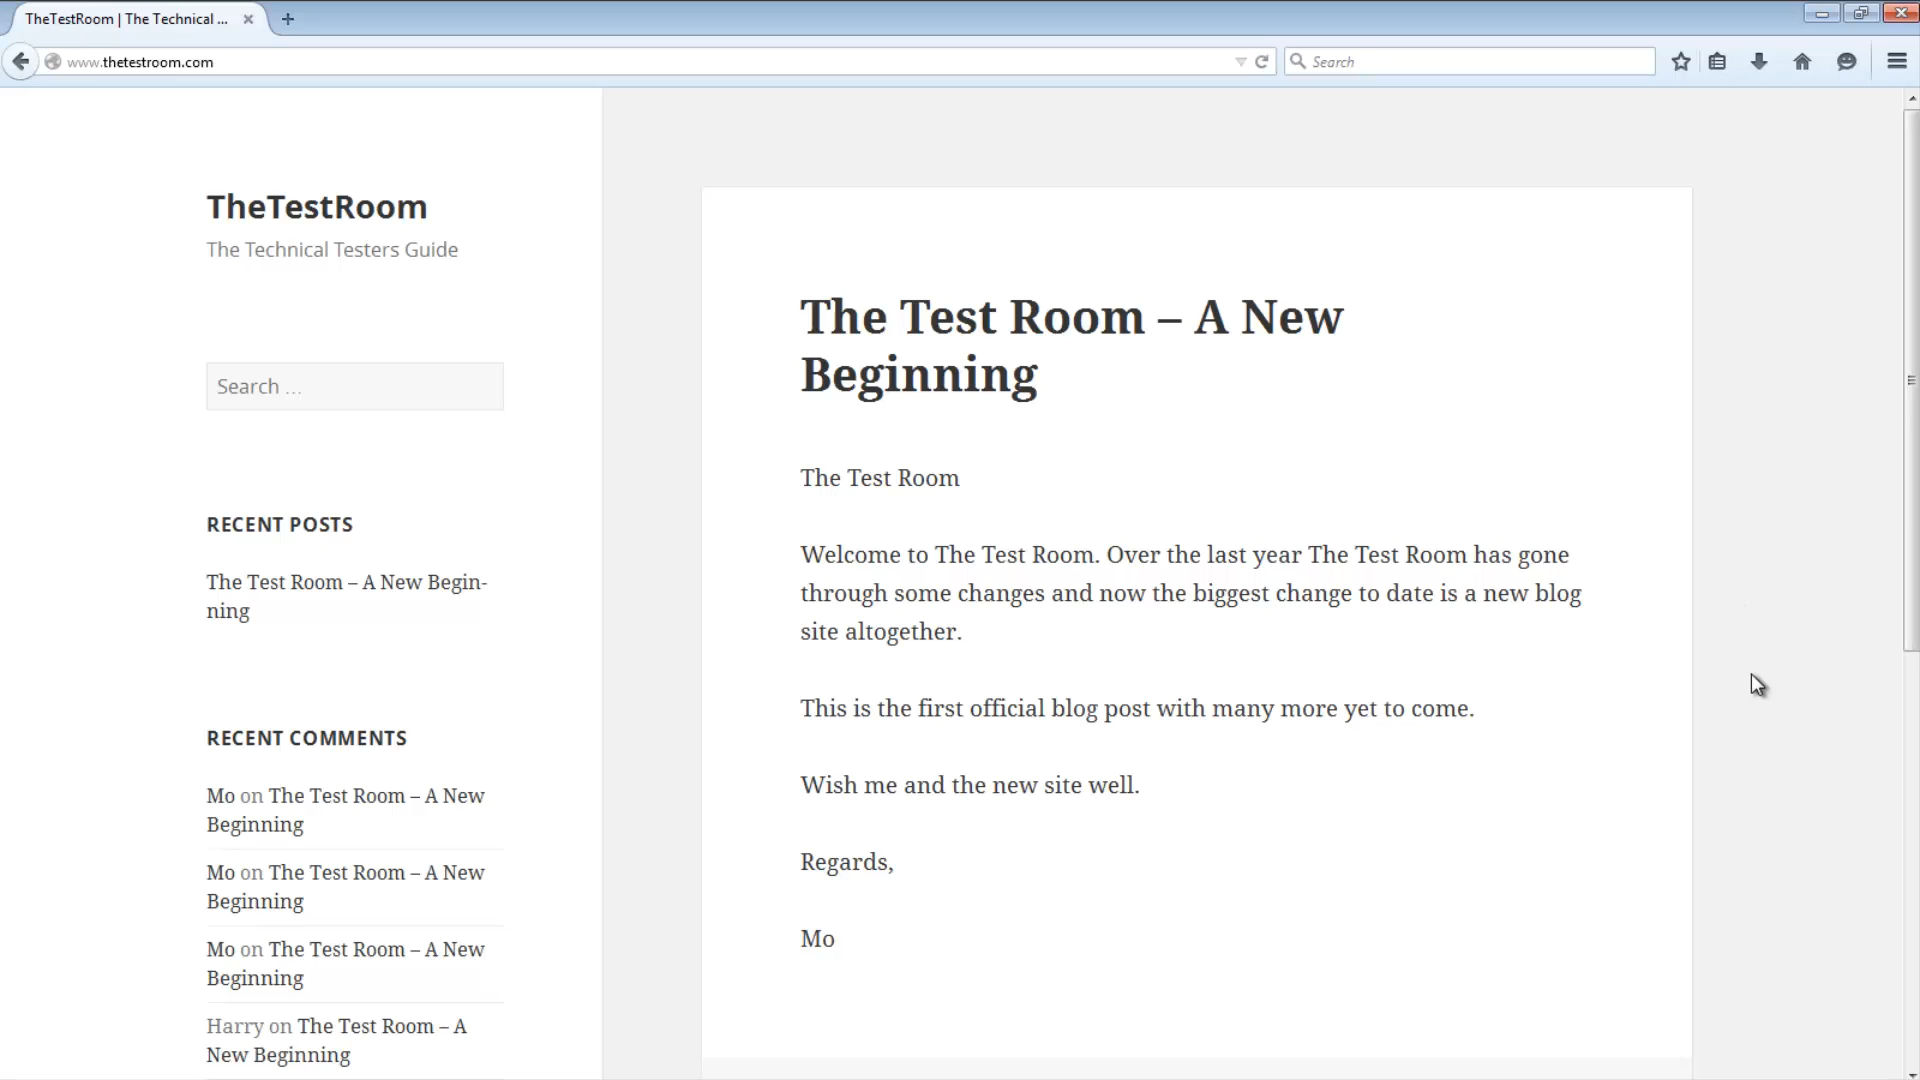 TheTestRoom | The Technical ...
www.thetestroom.com
Search
TheTestRoom
The Technical Testers Guide
Search ...
RECENT POSTS
The Test Room – A New Begin-
ning
RECENT COMMENTS
Mo on The Test Room – A New
Beginning
Mo on The Test Room – A New
Beginning
Mo on The Test Room – A New
Beginning
Harry on The Test Room – A
New Beginning
The Test Room – A New
Beginning
The Test Room
Welcome to The Test Room. Over the last year The Test Room has gone
through some changes and now the biggest change to date is a new blog
site altogether.
This is the first official blog post with many more yet to come.
Wish me and the new site well.
Regards,
Mo